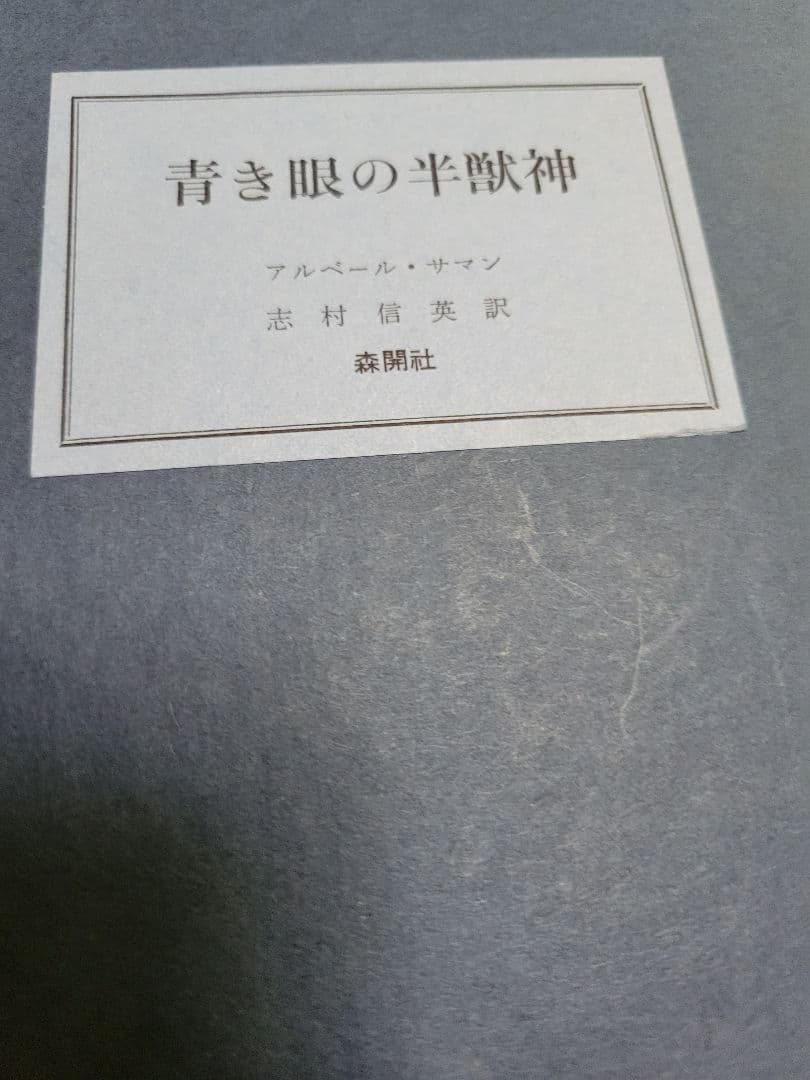 青き眼の半獣神
アルベール・サマン
志村信英訳
森開社